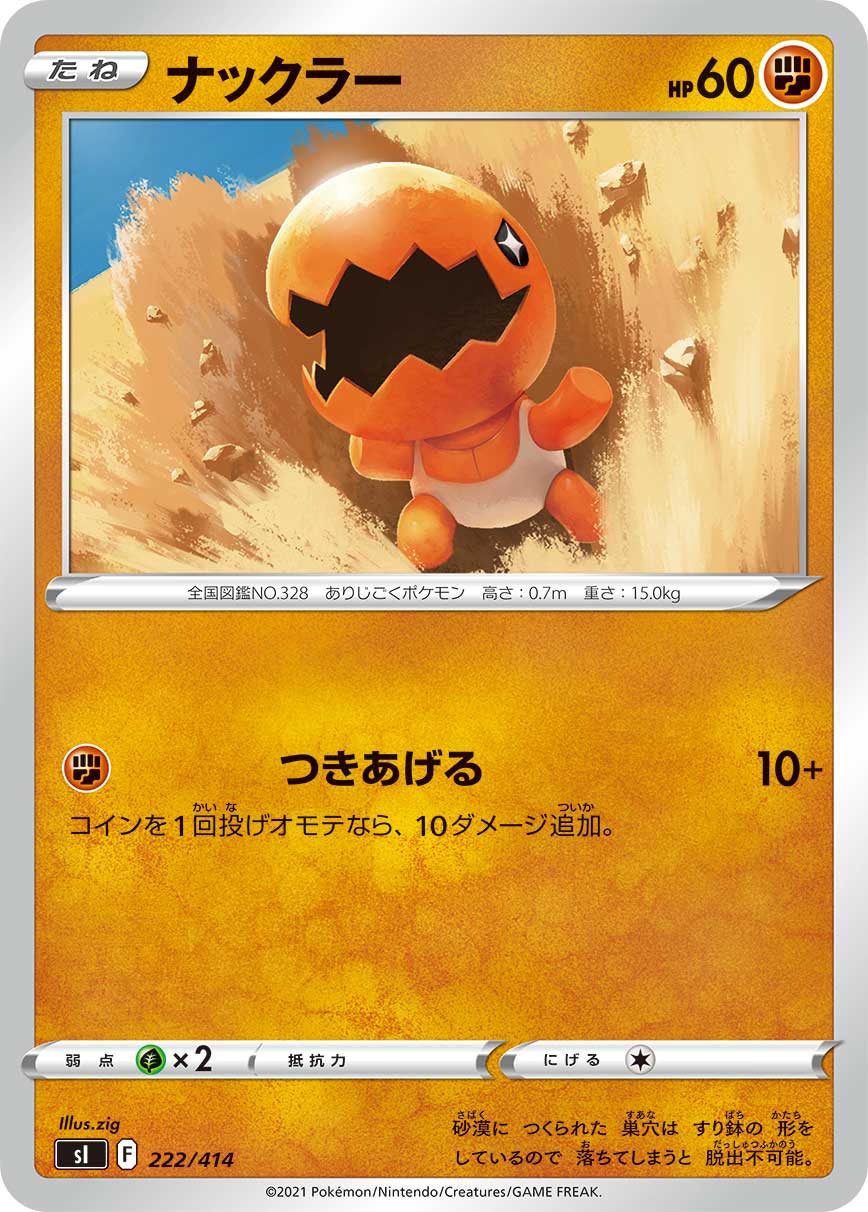 たね ナックラー HP60
全国図鑑NO.328 ありじごくポケモン 高さ：0.7m 重さ：15.0kg
つきあげる 10+
コインを1回投げオモテなら、10ダメージ追加。
弱点 ×2 抵抗力 にげる
Illus.zig
sI F 222/414
砂漠に つくられた 巣穴は すり鉢の 形を
しているので 落ちてしまうと 脱出不可能。
©2021 Pokémon/Nintendo/Creatures/GAME FREAK.